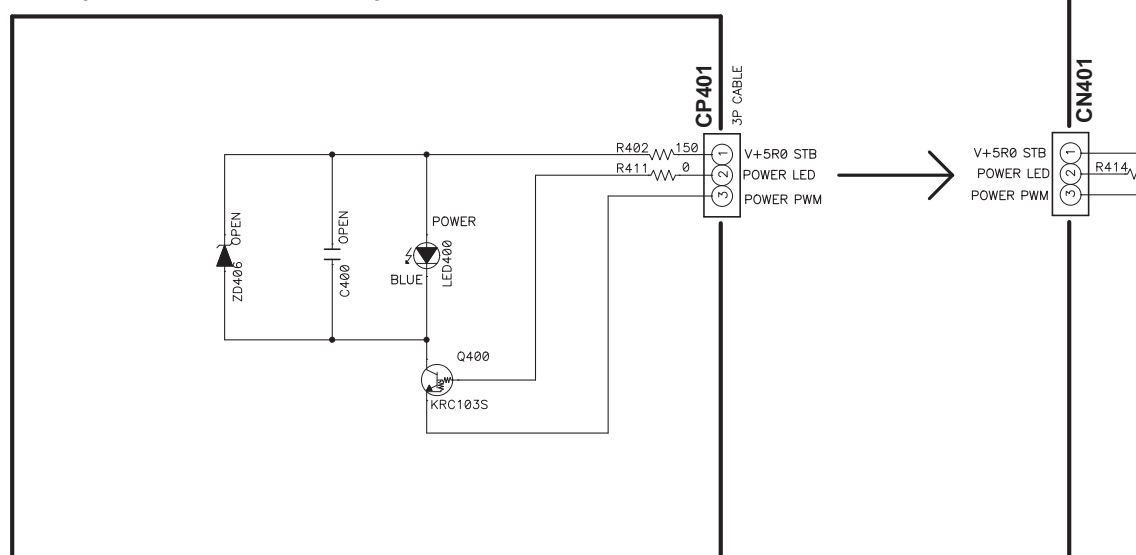 CP401
3P CABLE
CN401
R402 150
V+5R0 STB
R411 0
POWER LED
POWER PWM
1
2
3
V+5R0 STB
POWER LED
POWER PWM
1
2
3
R414
ZD406 OPEN
C400 OPEN
POWER
BLUE
LED400
Q400
KRC103S